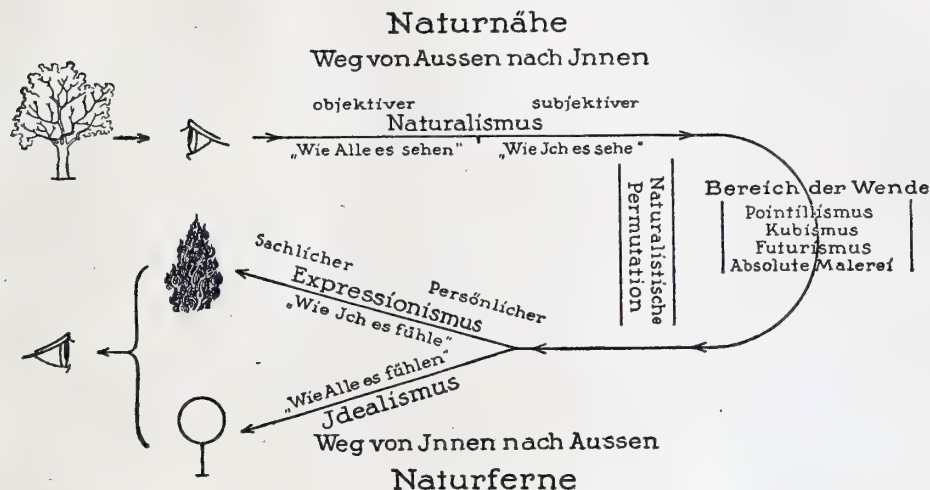 Naturnähe
Weg von Aussen nach Jnnen
objektiver subjektiver
Naturalismus
„Wie Alle es sehen" „Wie Jch es sehe"
Naturalistische
Permutation
Bereich der Wende
Pointillismus
Kubismus
Futurismus
Absolute Malerei
Sachlicher Persönlicher
Expressionismus
„Wie Jch es fühle"
„Wie Alle es fühlen"
Jdealismus
Weg von Jnnen nach Aussen
Naturferne